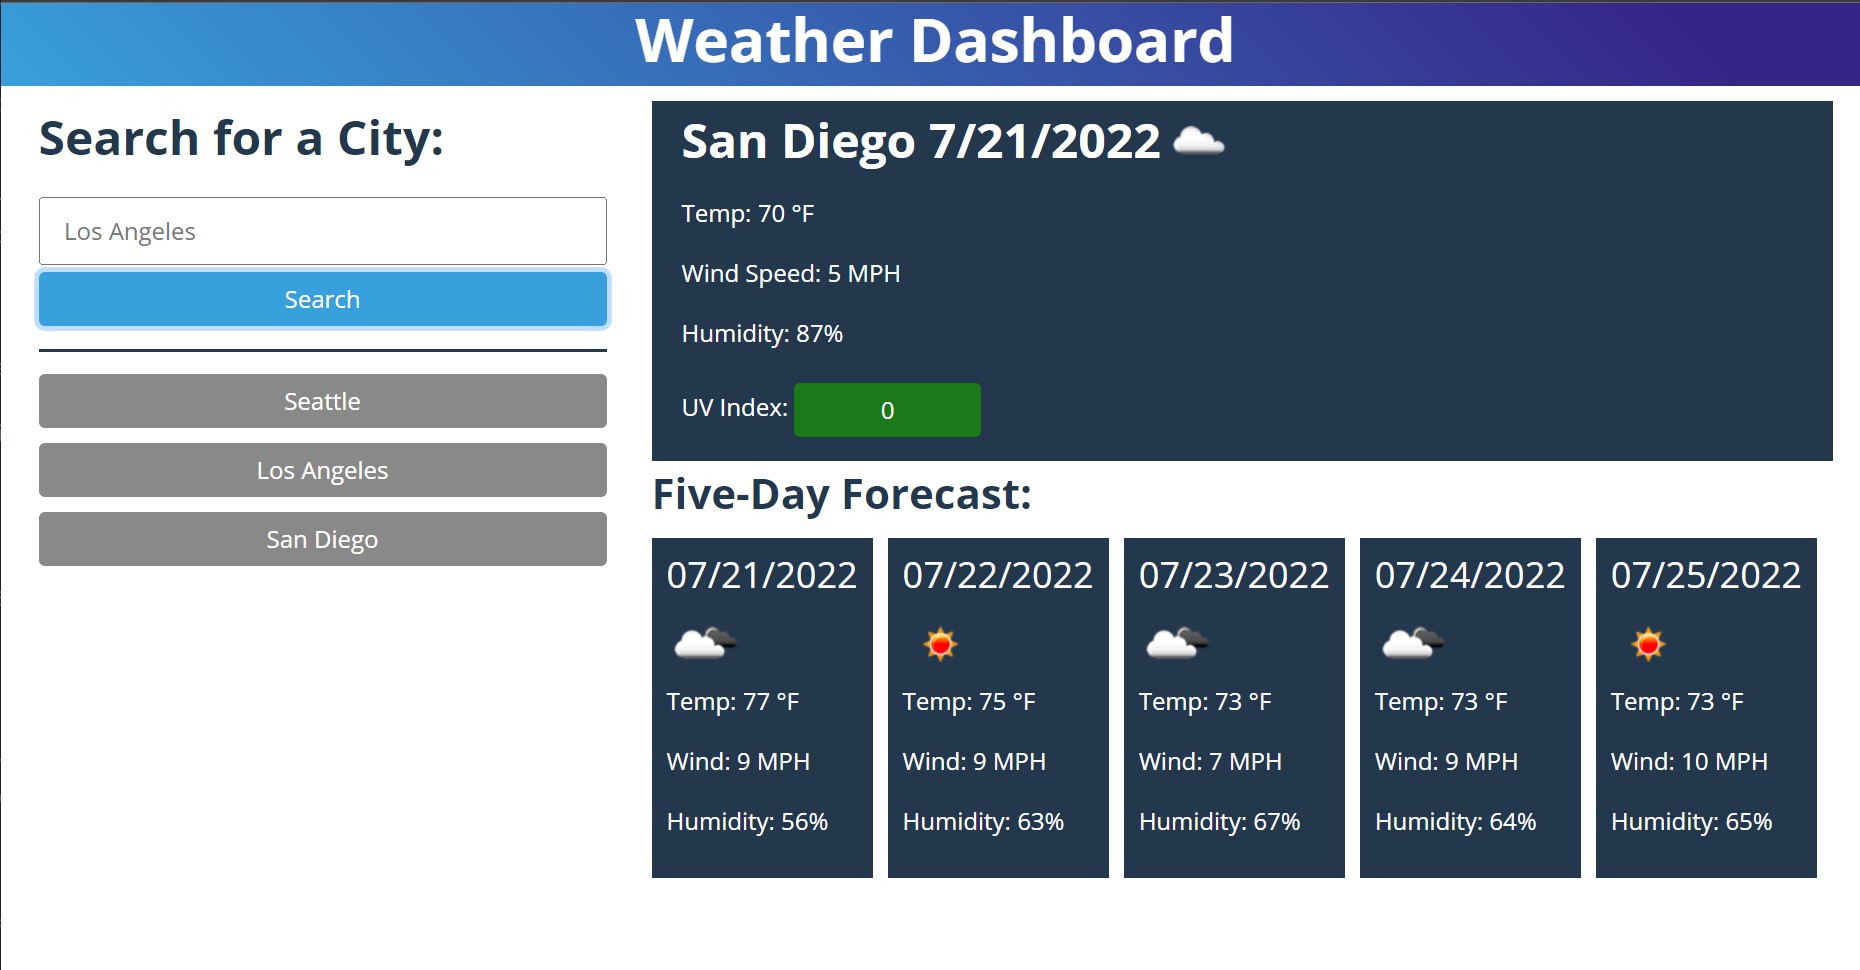 Weather Dashboard
Search for a City:
Los Angeles
Search
Seattle
Los Angeles
San Diego
San Diego 7/21/2022
Temp: 70 °F
Wind Speed: 5 MPH
Humidity: 87%
UV Index: 0
Five-Day Forecast:
07/21/2022
Temp: 77 °F
Wind: 9 MPH
Humidity: 56%
07/22/2022
Temp: 75 °F
Wind: 9 MPH
Humidity: 63%
07/23/2022
Temp: 73 °F
Wind: 7 MPH
Humidity: 67%
07/24/2022
Temp: 73 °F
Wind: 9 MPH
Humidity: 64%
07/25/2022
Temp: 73 °F
Wind: 10 MPH
Humidity: 65%